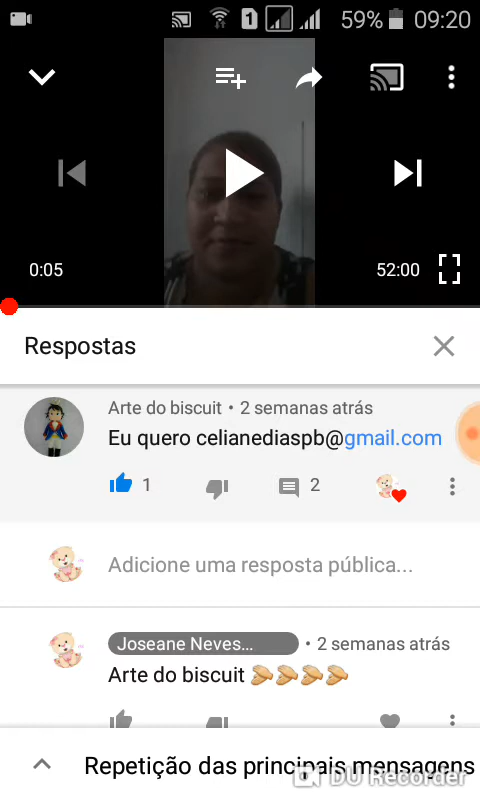 1 59% 09:20
0:05 52:00
Respostas
Arte do biscuit • 2 semanas atrás
Eu quero celianediaspb@gmail.com
1 2
Adicione uma resposta pública...
Joseane Neves... • 2 semanas atrás
Arte do biscuit 👏👏👏👏
Repetição das principais mensagens
DU Recorder